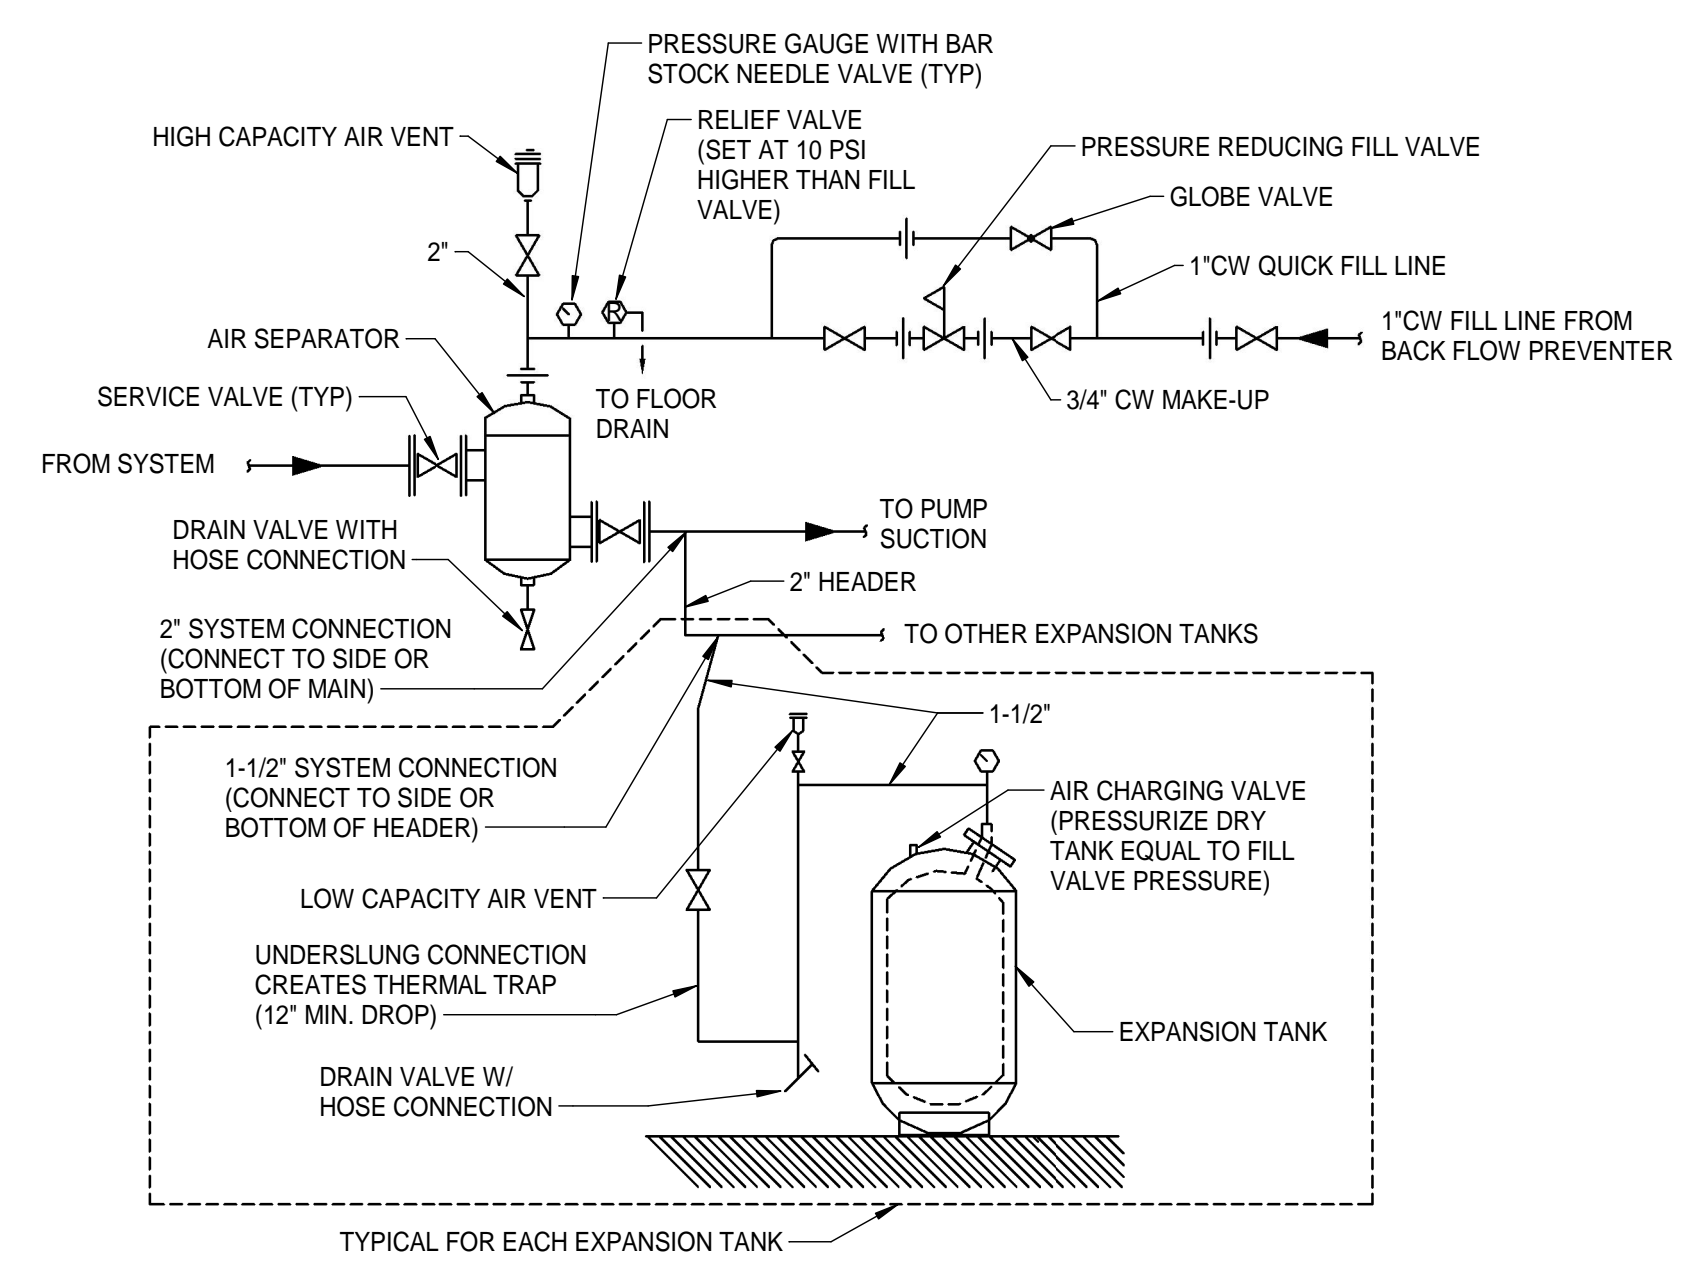 PRESSURE GAUGE WITH BAR
STOCK NEEDLE VALVE (TYP)
HIGH CAPACITY AIR VENT
RELIEF VALVE
(SET AT 10 PSI
HIGHER THAN FILL
VALVE)
PRESSURE REDUCING FILL VALVE
GLOBE VALVE
2"
1"CW QUICK FILL LINE
R
1"CW FILL LINE FROM
BACK FLOW PREVENTER
AIR SEPARATOR
SERVICE VALVE (TYP)
TO FLOOR
DRAIN
3/4" CW MAKE-UP
FROM SYSTEM
TO PUMP
SUCTION
DRAIN VALVE WITH
HOSE CONNECTION
2" HEADER
2" SYSTEM CONNECTION
(CONNECT TO SIDE OR
BOTTOM OF MAIN)
TO OTHER EXPANSION TANKS
1-1/2"
1-1/2" SYSTEM CONNECTION
(CONNECT TO SIDE OR
BOTTOM OF HEADER)
AIR CHARGING VALVE
(PRESSURIZE DRY
TANK EQUAL TO FILL
VALVE PRESSURE)
LOW CAPACITY AIR VENT
UNDERSLUNG CONNECTION
CREATES THERMAL TRAP
(12" MIN. DROP)
EXPANSION TANK
DRAIN VALVE W/
HOSE CONNECTION
TYPICAL FOR EACH EXPANSION TANK